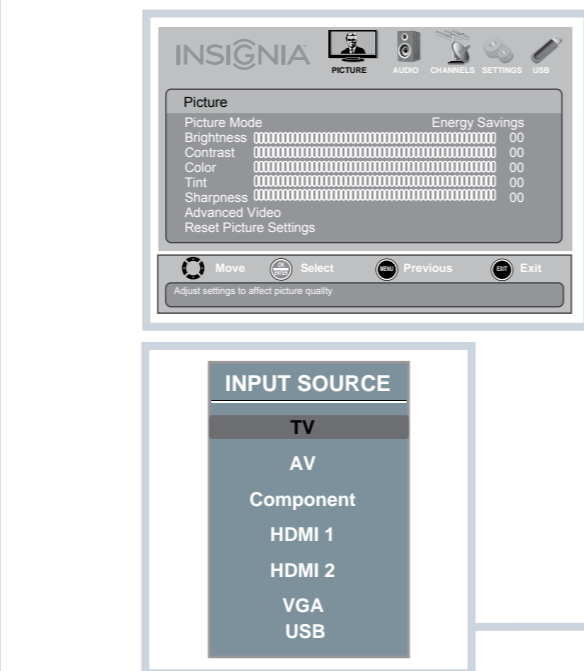 INSIGNIA
PICTURE AUDIO CHANNELS SETTINGS USB
Picture
Picture Mode Energy Savings
Brightness 00
Contrast 00
Color 00
Tint 00
Sharpness 00
Advanced Video
Reset Picture Settings
Move Select MENU Previous EXIT Exit
Adjust settings to affect picture quality
INPUT SOURCE
TV
AV
Component
HDMI 1
HDMI 2
VGA
USB